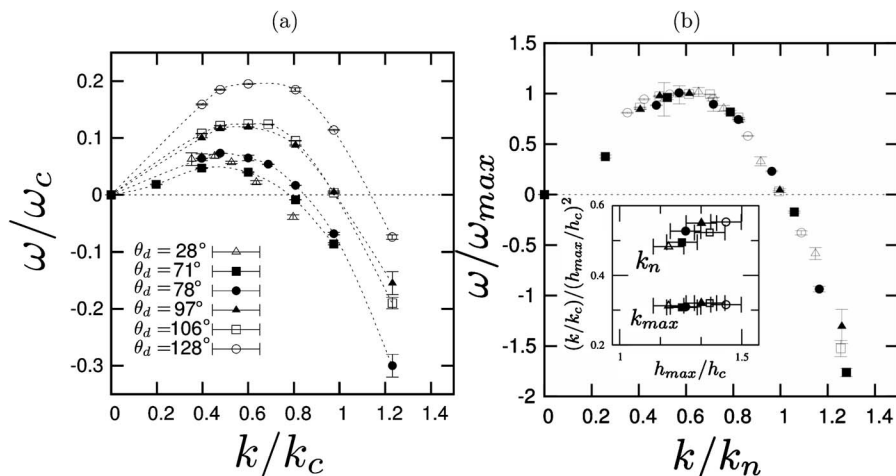 (a)
0.2
0.1
0
-0.1
-0.2
-0.3
ω/ω_c
θ_d = 28°
θ_d = 71°
θ_d = 78°
θ_d = 97°
θ_d = 106°
θ_d = 128°
0 0.2 0.4 0.6 0.8 1 1.2 1.4
k/k_c
(b)
1.5
1
0.5
0
-0.5
-1
-1.5
-2
ω/ω_max
(k/k_c)/(h_max/h_c)^2
0.6
0.4
0.2
k_n
k_max
1 1.5
h_max/h_c
0 0.2 0.4 0.6 0.8 1 1.2 1.4
k/k_n